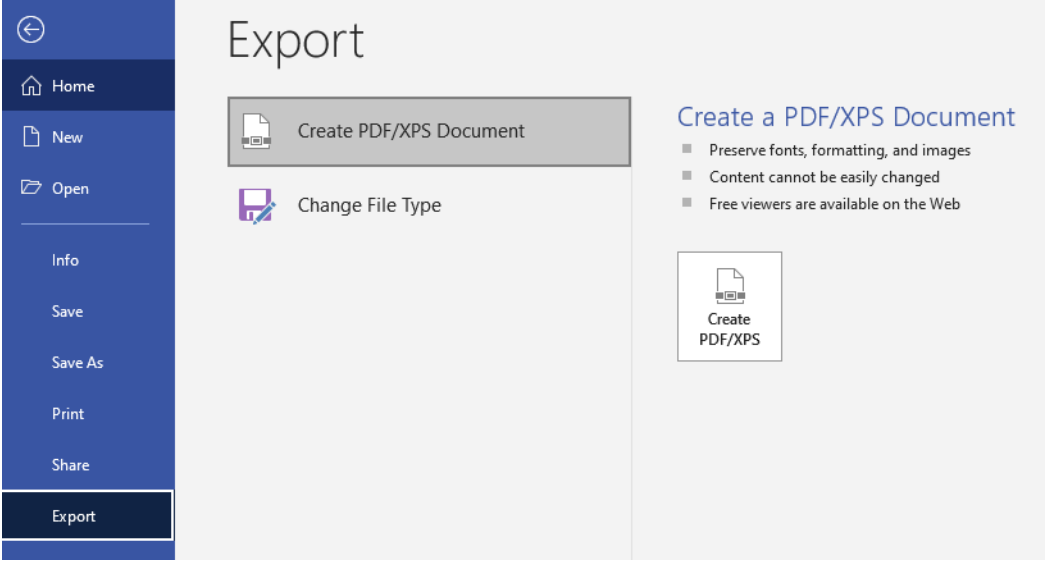 Export
Home
New
Open
Info
Save
Save As
Print
Share
Export
Create PDF/XPS Document
Change File Type
Create a PDF/XPS Document
Preserve fonts, formatting, and images
Content cannot be easily changed
Free viewers are available on the Web
Create
PDF/XPS